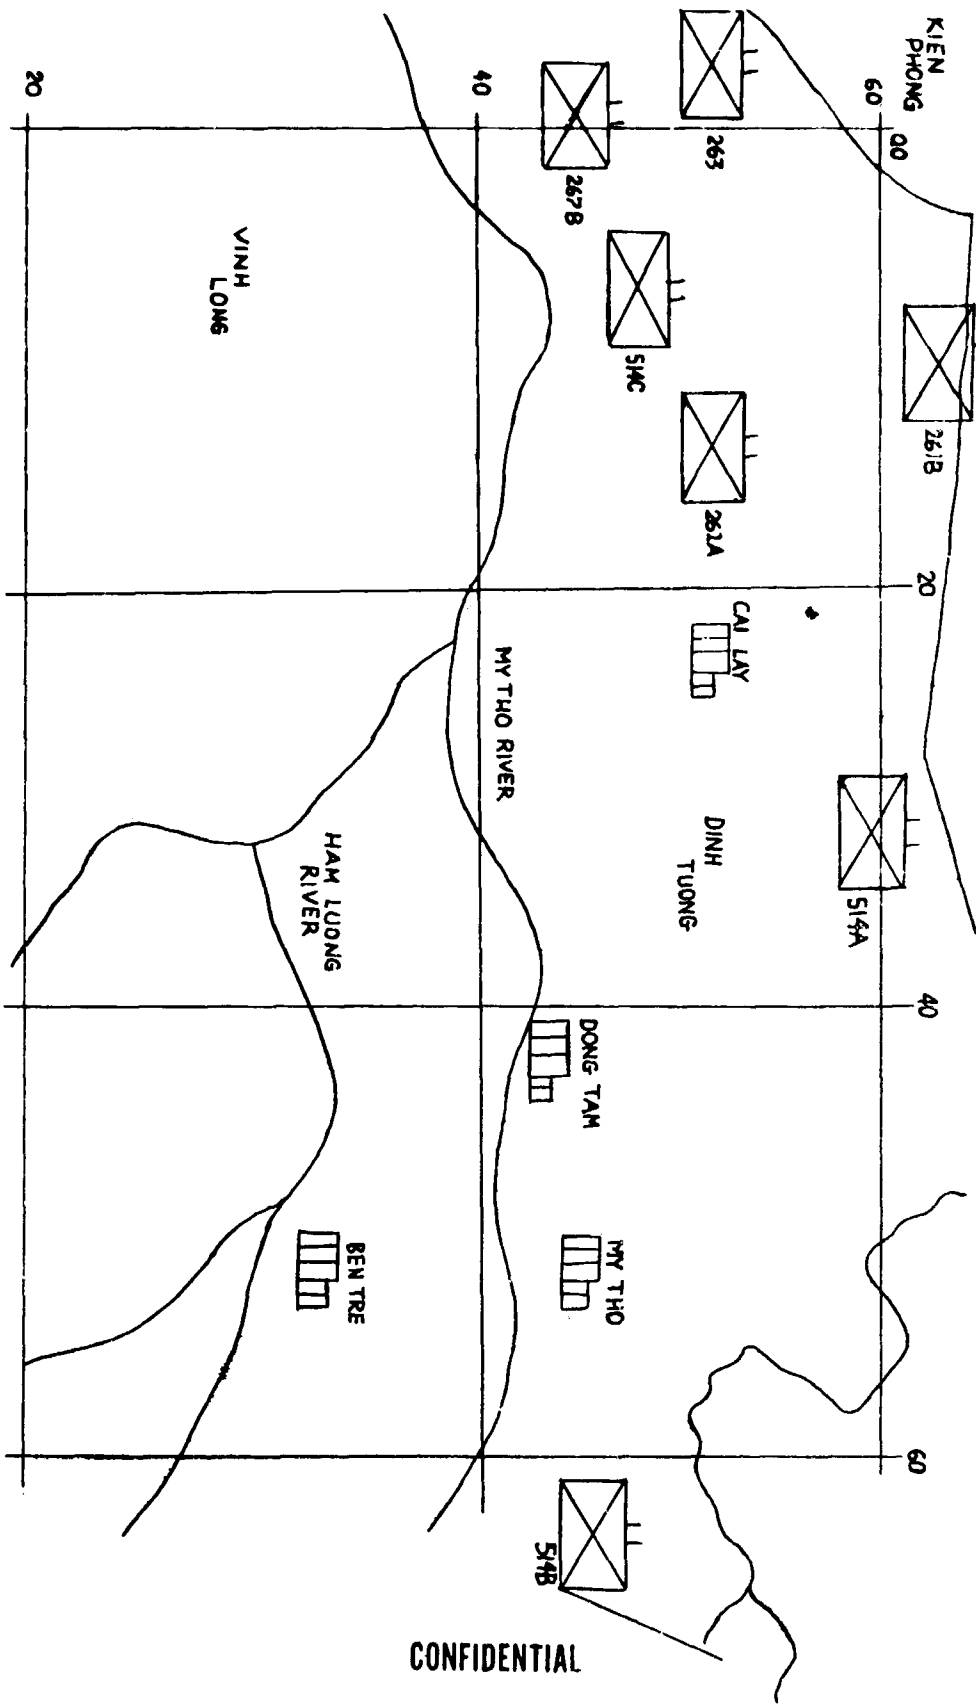 KIEN
PHONG
261B
00
20
40
60
60
514A
CAI LAY
263
262A
DINH
TUONG
514C
MY THO
DONG TAM
267B
514B
MY THO RIVER
40
BEN TRE
HAM LUONG
RIVER
VINH
LONG
20
CONFIDENTIAL